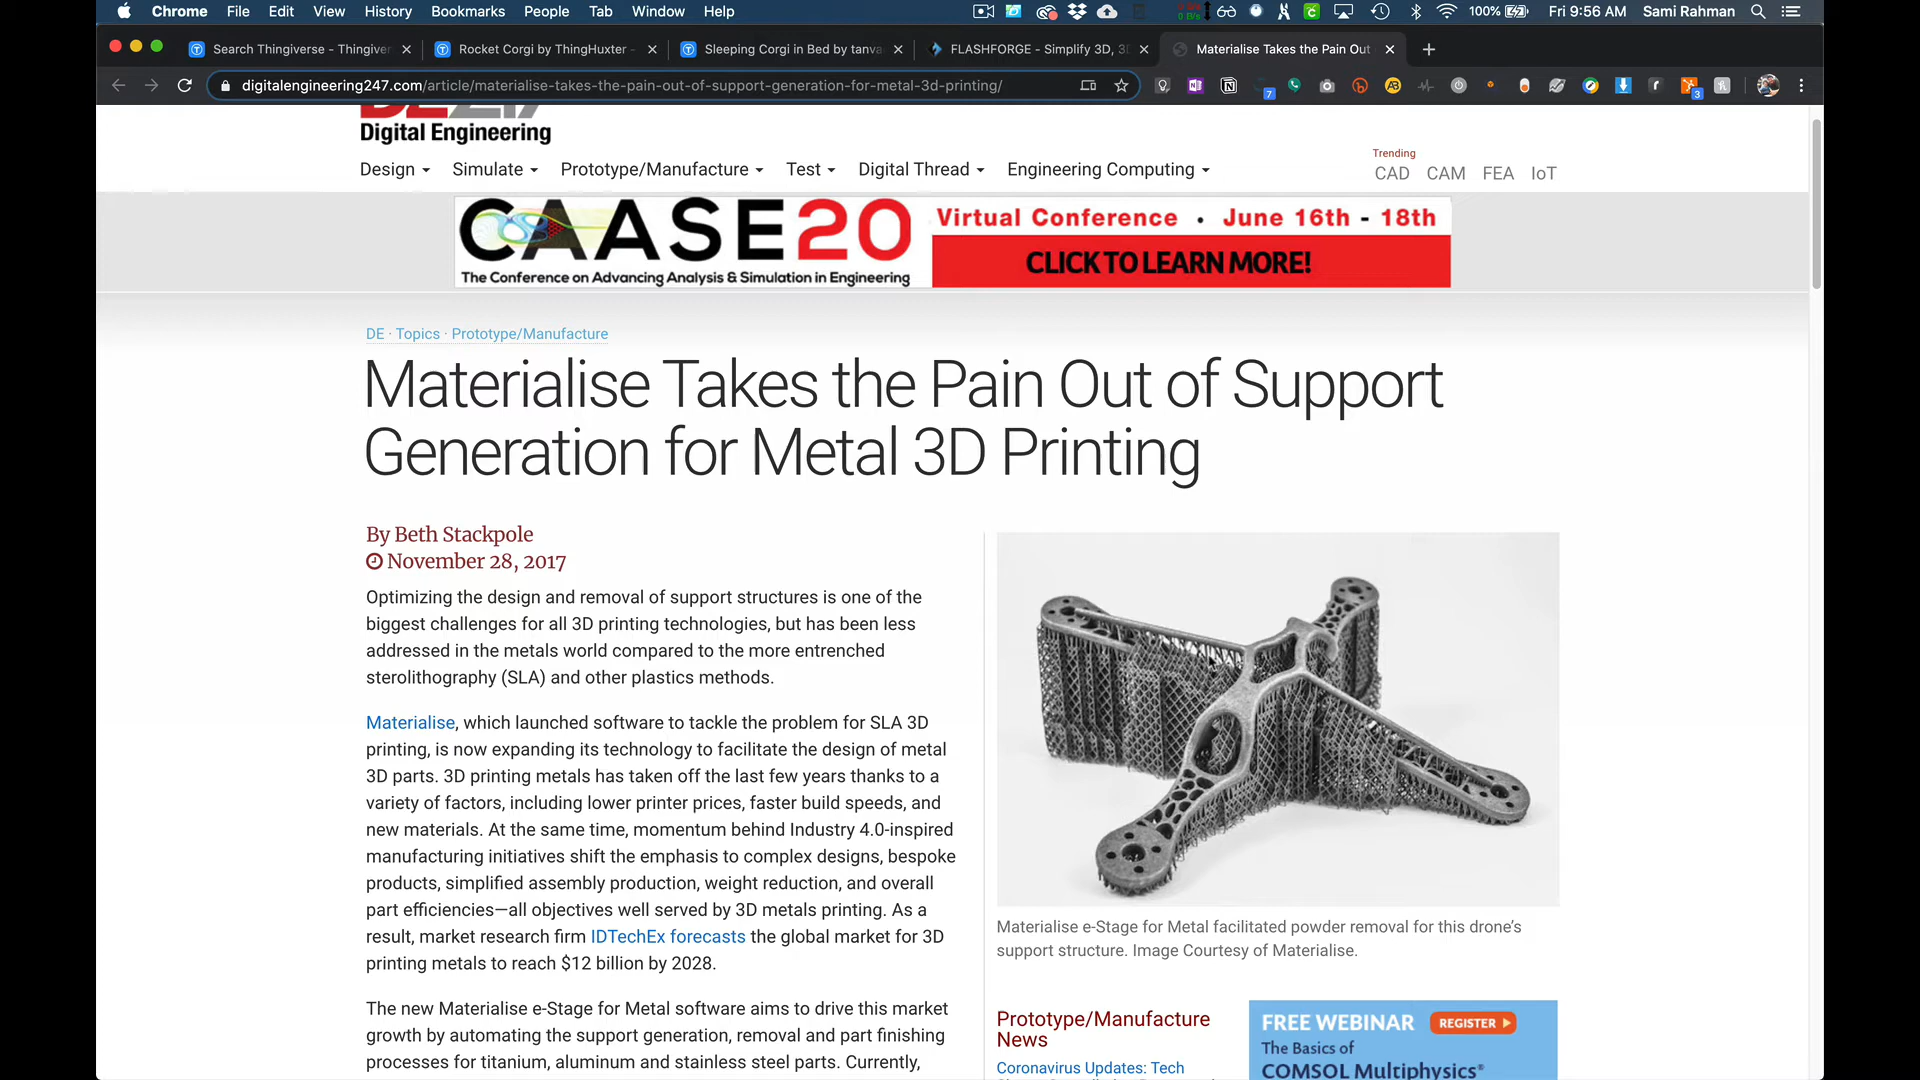 Chrome File Edit View History Bookmarks People Tab Window Help 100% Fri 9:56 AM Sami Rahman
Search Thingiverse - Thingiver
Rocket Corgi by ThingHuxter -
Sleeping Corgi in Bed by tanva
FLASHFORGE - Simplify 3D, 3D
Materialise Takes the Pain Out
digitalengineering247.com/article/materialise-takes-the-pain-out-of-support-generation-for-metal-3d-printing/
Digital Engineering
Design Simulate Prototype/Manufacture Test Digital Thread Engineering Computing
Trending
CAD CAM FEA IoT
CAASE20
The Conference on Advancing Analysis & Simulation in Engineering
Virtual Conference • June 16th - 18th
CLICK TO LEARN MORE!
DE · Topics · Prototype/Manufacture
Materialise Takes the Pain Out of Support
Generation for Metal 3D Printing
By Beth Stackpole
November 28, 2017
Optimizing the design and removal of support structures is one of the
biggest challenges for all 3D printing technologies, but has been less
addressed in the metals world compared to the more entrenched
sterolithography (SLA) and other plastics methods.
Materialise, which launched software to tackle the problem for SLA 3D
printing, is now expanding its technology to facilitate the design of metal
3D parts. 3D printing metals has taken off the last few years thanks to a
variety of factors, including lower printer prices, faster build speeds, and
new materials. At the same time, momentum behind Industry 4.0-inspired
manufacturing initiatives shift the emphasis to complex designs, bespoke
products, simplified assembly production, weight reduction, and overall
part efficiencies—all objectives well served by 3D metals printing. As a
result, market research firm IDTechEx forecasts the global market for 3D
printing metals to reach $12 billion by 2028.
The new Materialise e-Stage for Metal software aims to drive this market
growth by automating the support generation, removal and part finishing
processes for titanium, aluminum and stainless steel parts. Currently,
Materialise e-Stage for Metal facilitated powder removal for this drone's
support structure. Image Courtesy of Materialise.
Prototype/Manufacture
News
Coronavirus Updates: Tech
FREE WEBINAR REGISTER
The Basics of
COMSOL Multiphysics®